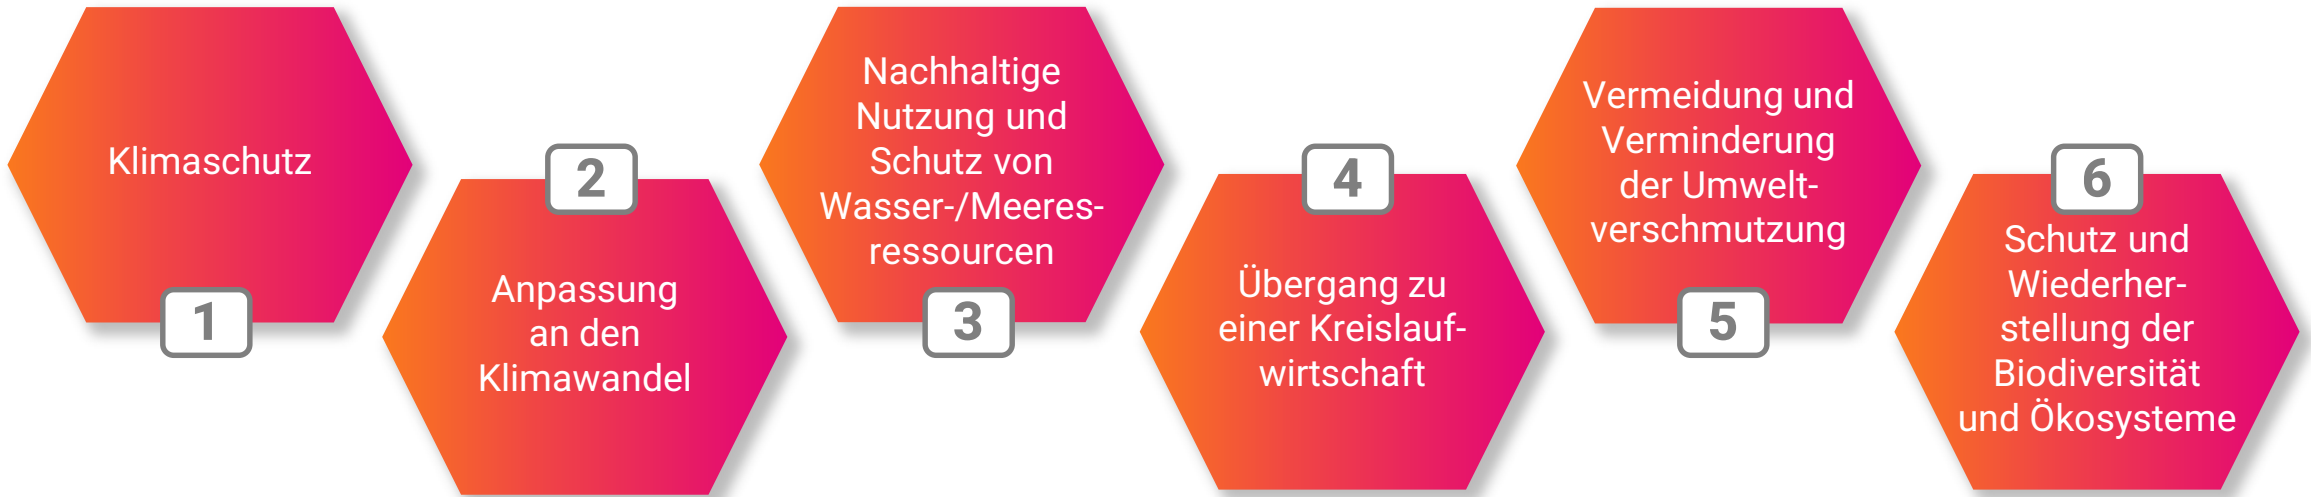 Klimaschutz
1
2
Anpassung
an den
Klimawandel
Nachhaltige
Nutzung und
Schutz von
Wasser-/Meeres-
ressourcen
3
4
Übergang zu
einer Kreislauf-
wirtschaft
Vermeidung und
Verminderung
der Umwelt-
verschmutzung
5
6
Schutz und
Wiederher-
stellung der
Biodiversität
und Ökosysteme